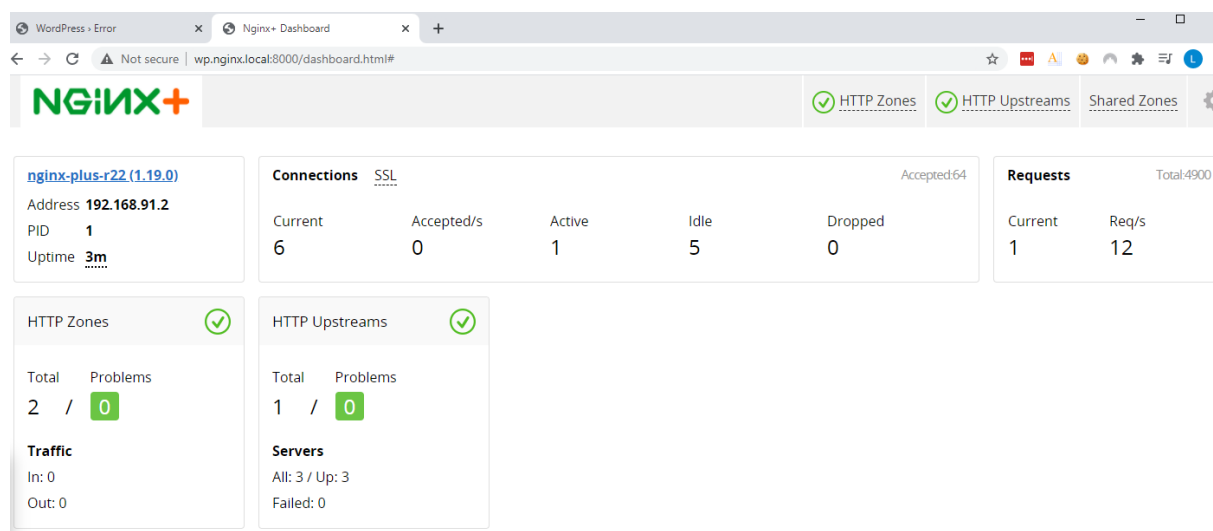 WordPress › Error
Nginx+ Dashboard
Not secure | wp.nginx.local:8000/dashboard.html#
NGiNX+
HTTP Zones
HTTP Upstreams
Shared Zones
nginx-plus-r22 (1.19.0)
Address 192.168.91.2
PID 1
Uptime 3m
Connections SSL Accepted:64
Current Accepted/s Active Idle Dropped
6 0 1 5 0
Requests Total:4900
Current Req/s
1 12
HTTP Zones
Total Problems
2 / 0
Traffic
In: 0
Out: 0
HTTP Upstreams
Total Problems
1 / 0
Servers
All: 3 / Up: 3
Failed: 0